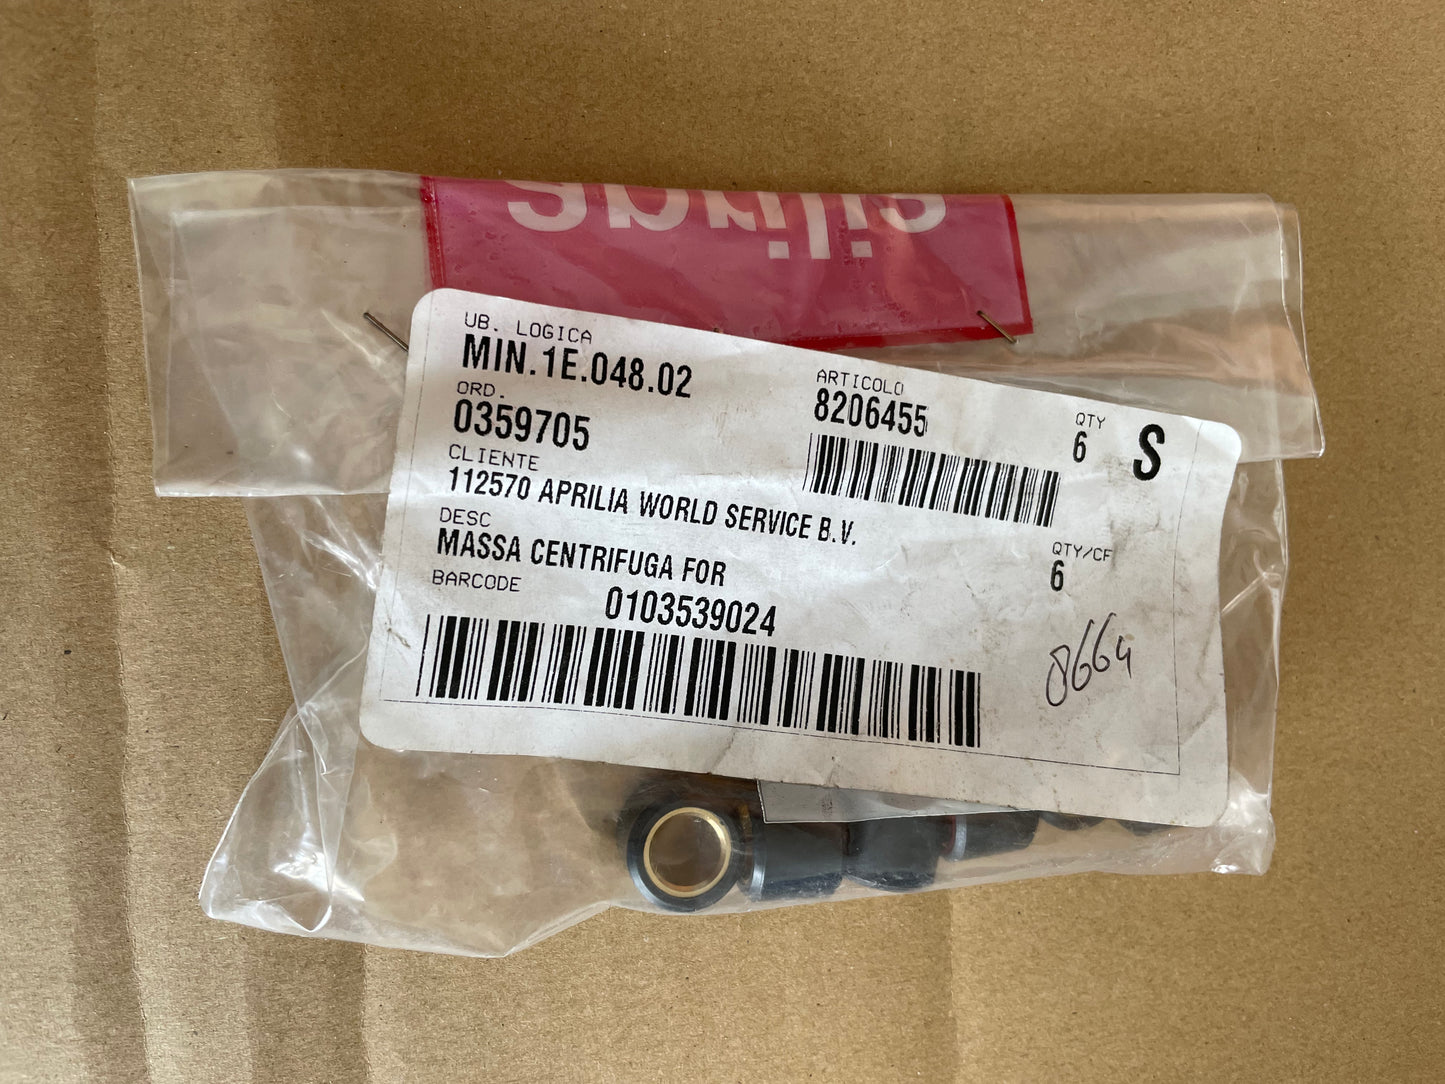 aprilia
UB. LOGICA
MIN.1E.048.02
ARTICOLO
8206455
QTY
6
S
ORD.
0359705
CLIENTE
112570 APRILIA WORLD SERVICE B.V.
DESC
MASSA CENTRIFUGA FOR
QTY/CF
6
BARCODE
0103539024
8664